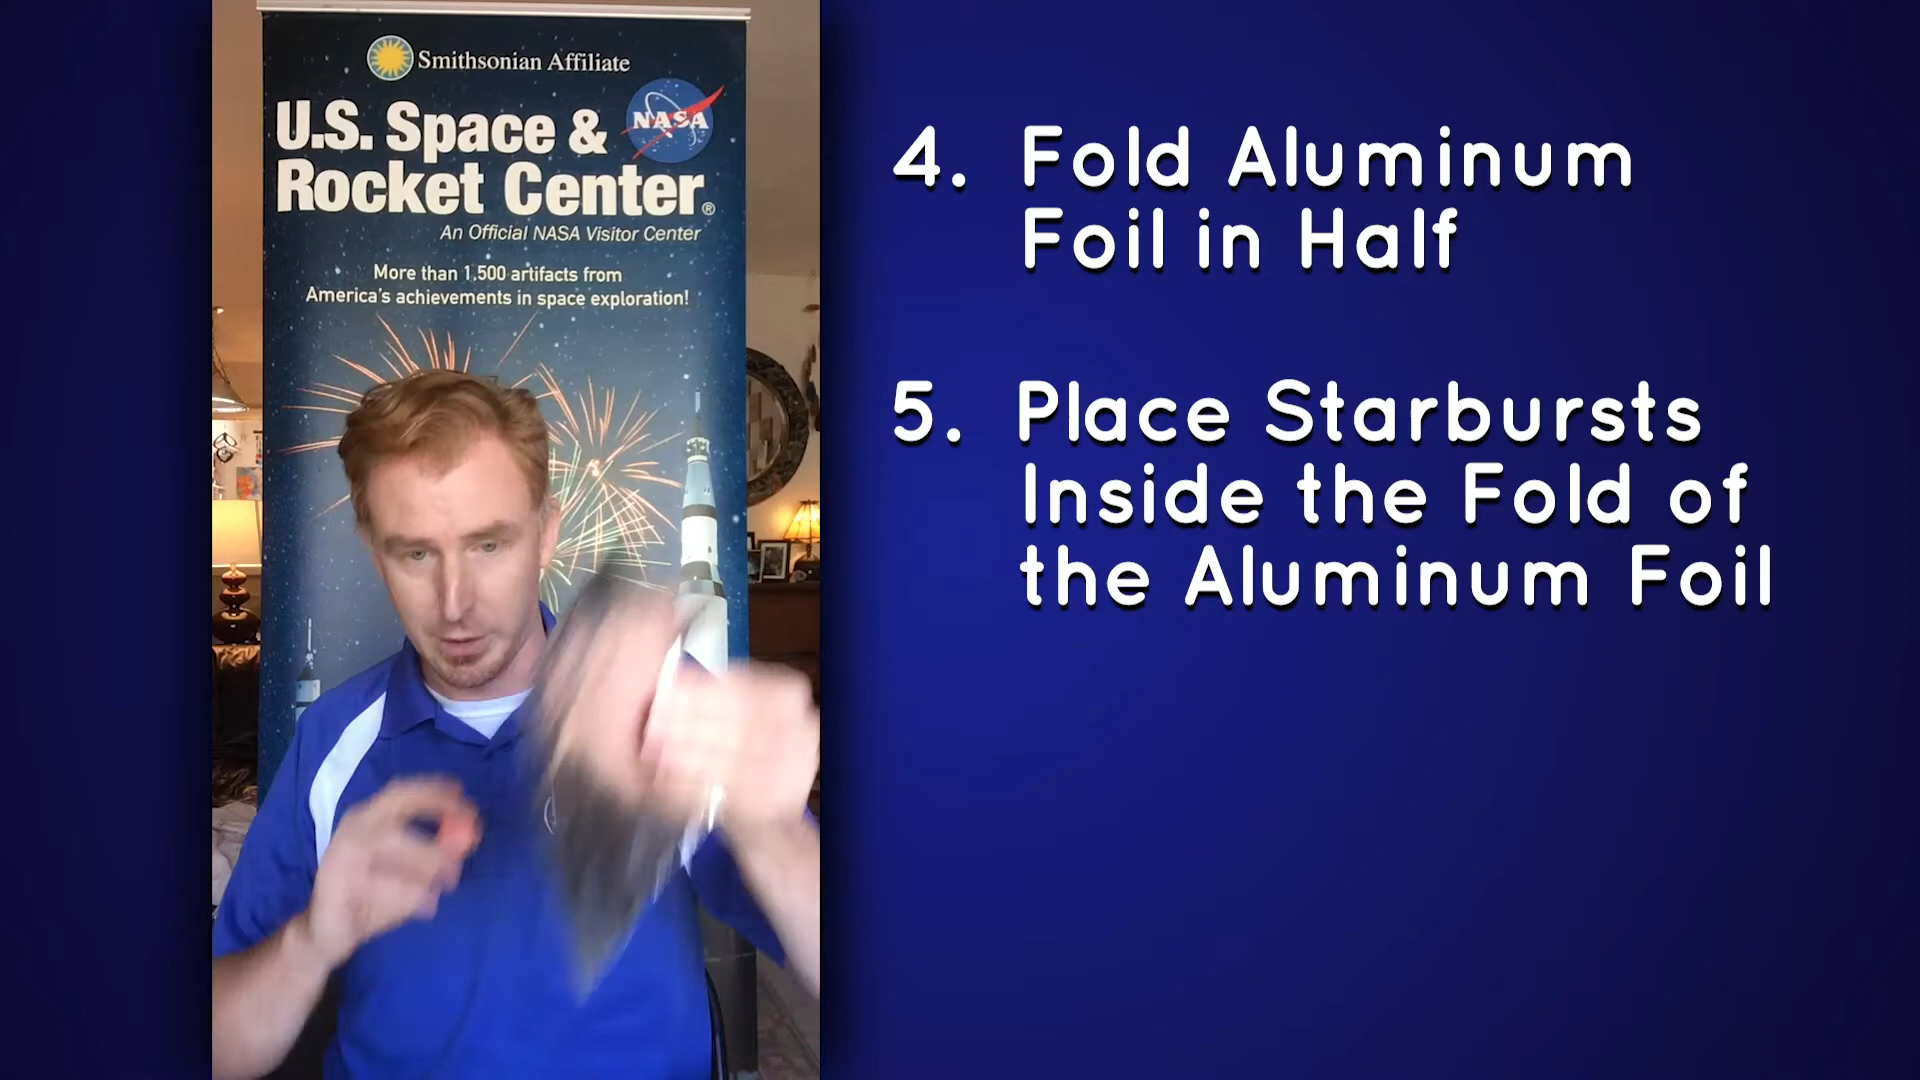 Smithsonian Affiliate
U.S. Space &
NASA
Rocket Center®
An Official NASA Visitor Center
More than 1,500 artifacts from
America's achievements in space exploration!
4. Fold Aluminum
Foil in Half
5. Place Starbursts
Inside the Fold of
the Aluminum Foil